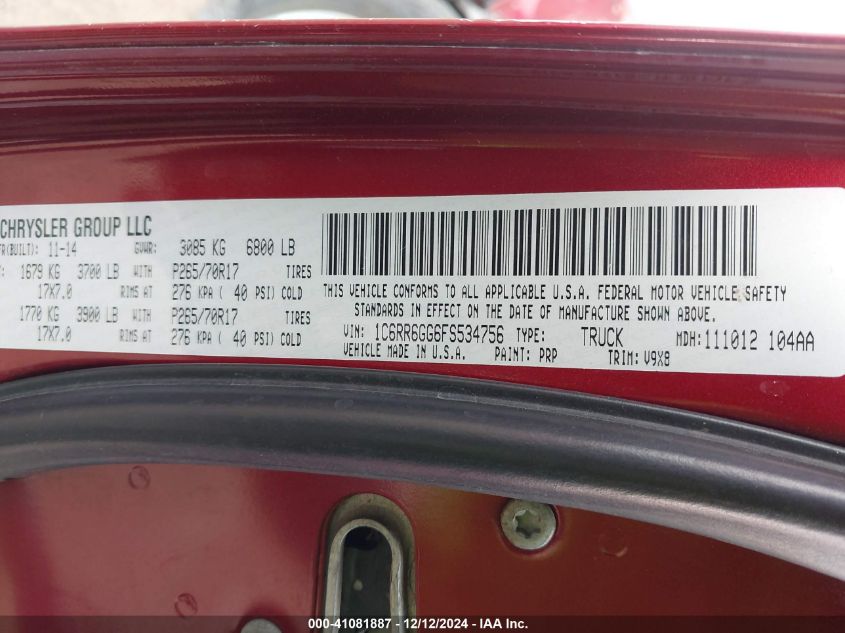 CHRYSLER GROUP LLC
FR(BUILT): 11-14 GVWR: 3085 KG 6800 LB
1679 KG 3700 LB WITH P265/70R17 TIRES
17X7.0 RIMS AT 276 KPA ( 40 PSI) COLD
1770 KG 3900 LB WITH P265/70R17 TIRES
17X7.0 RIMS AT 276 KPA ( 40 PSI) COLD
THIS VEHICLE CONFORMS TO ALL APPLICABLE U.S.A. FEDERAL MOTOR VEHICLE SAFETY
STANDARDS IN EFFECT ON THE DATE OF MANUFACTURE SHOWN ABOVE.
VIN: 1C6RR6GG6FS534756 TYPE: TRUCK MDH: 111012 104AA
VEHICLE MADE IN U.S.A. PAINT: PRP TRIM: V9X8
000-41081887 - 12/12/2024 - IAA Inc.